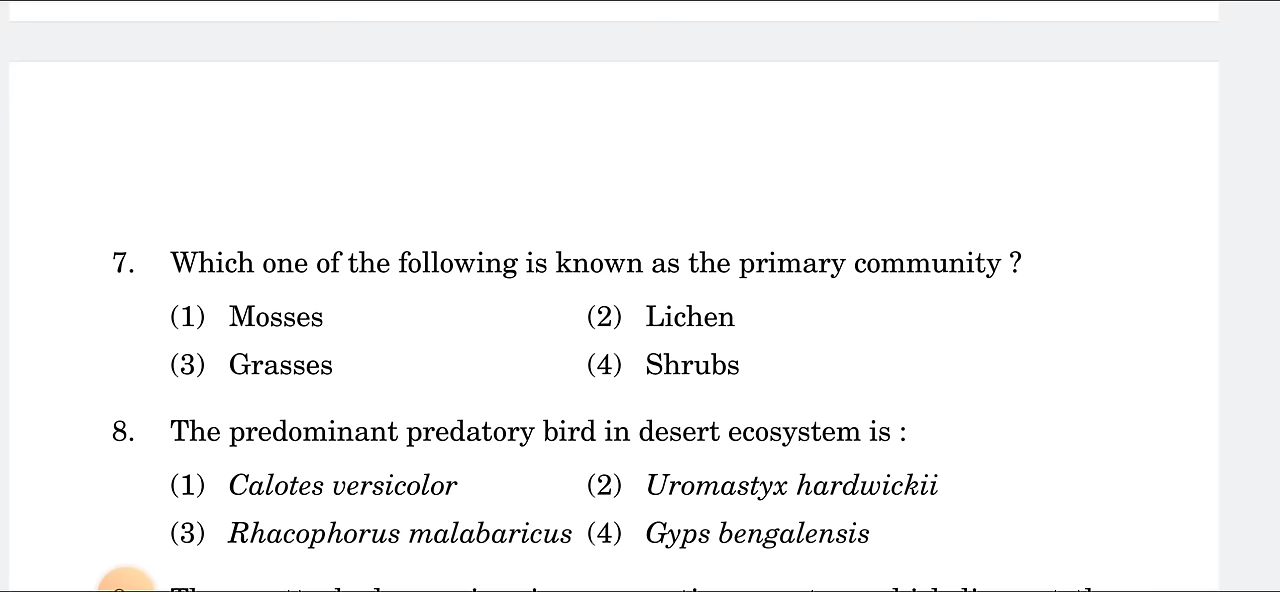 7. Which one of the following is known as the primary community ?
(1) Mosses (2) Lichen
(3) Grasses (4) Shrubs
8. The predominant predatory bird in desert ecosystem is :
(1) Calotes versicolor (2) Uromastyx hardwickii
(3) Rhacophorus malabaricus (4) Gyps bengalensis